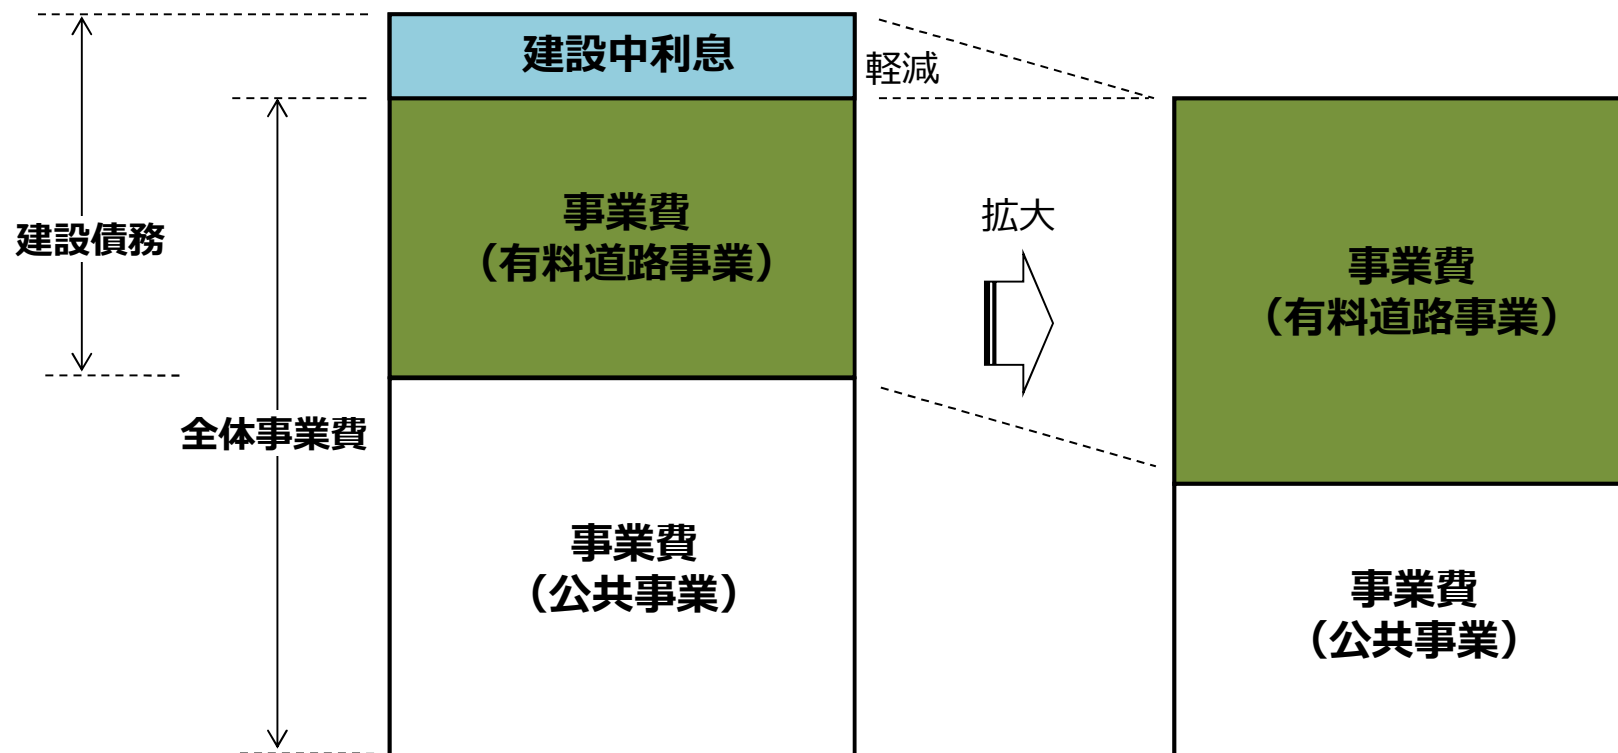 建設中利息
軽減
事業費
（有料道路事業）
拡大
建設債務
事業費
（有料道路事業）
全体事業費
事業費
（公共事業）
事業費
（公共事業）